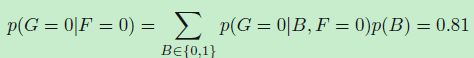 p(G = 0|F = 0) = ∑ p(G = 0|B, F = 0)p(B) = 0.81
B∈{0,1}